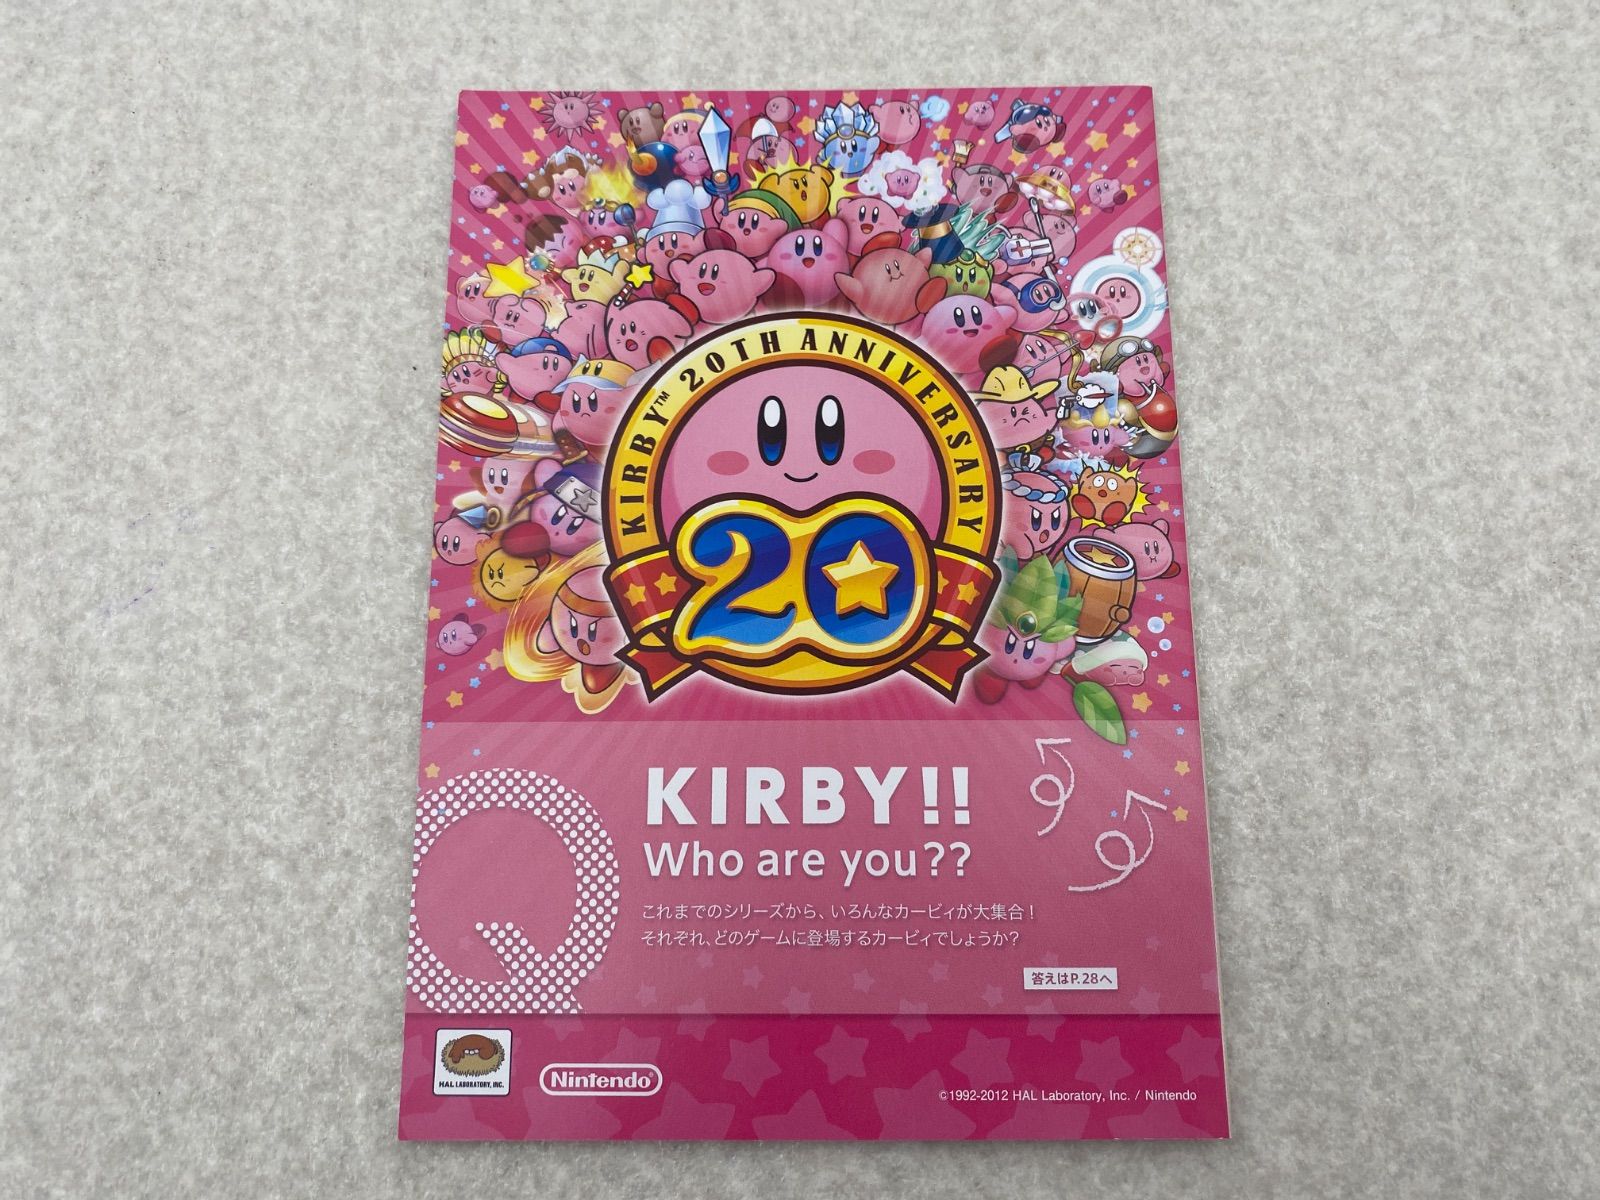 KIRBY™ 20TH ANNIVERSARY
20
KIRBY!!
Who are you??
Q
これまでのシリーズから、いろんなカービィが大集合！
それぞれ、どのゲームに登場するカービィでしょうか？
答えはP.28へ
HAL LABORATORY, INC.
Nintendo
©1992-2012 HAL Laboratory, Inc. / Nintendo